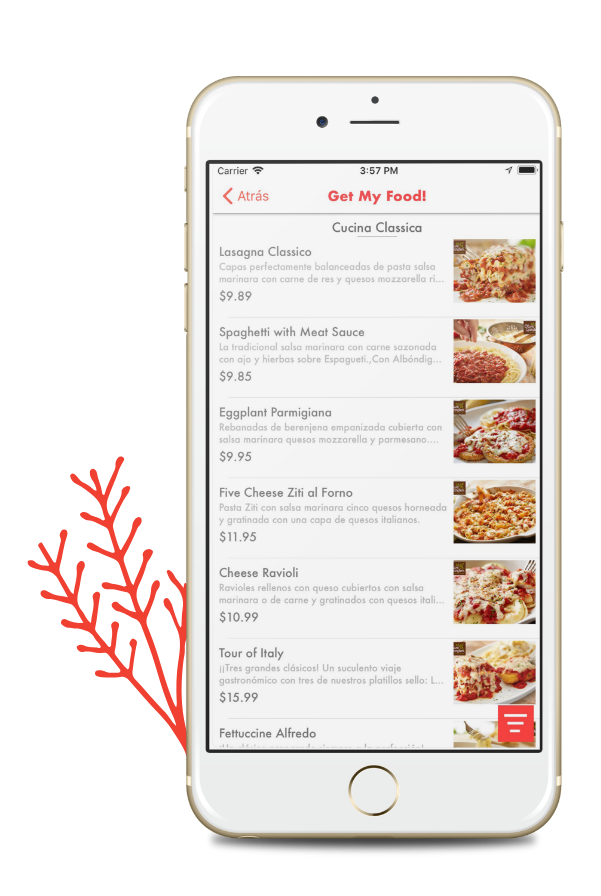 Carrier 3:57 PM
Atrás Get My Food!
Cucina Classica
Lasagna Classico
Capas perfectamente balanceadas de pasta salsa
marinara con carne de res y quesos mozzarella ri...
$9.89
Spaghetti with Meat Sauce
La tradicional salsa marinara con carne sazonada
con ajo y hierbas sobre Espagueti.,Con Albóndig...
$9.85
Eggplant Parmigiana
Rebanadas de berenjena empanizada cubierta con
salsa marinara quesos mozzarella y parmesano....
$9.95
Five Cheese Ziti al Forno
Pasta Ziti con salsa marinara cinco quesos horneada
y gratinada con una capa de quesos italianos.
$11.95
Cheese Ravioli
Ravioles rellenos con queso cubiertos con salsa
marinara o de carne y gratinados con quesos itali...
$10.99
Tour of Italy
¡¡Tres grandes clásicos! Un suculento viaje
gastronómico con tres de nuestros platillos sello: L...
$15.99
Fettuccine Alfredo